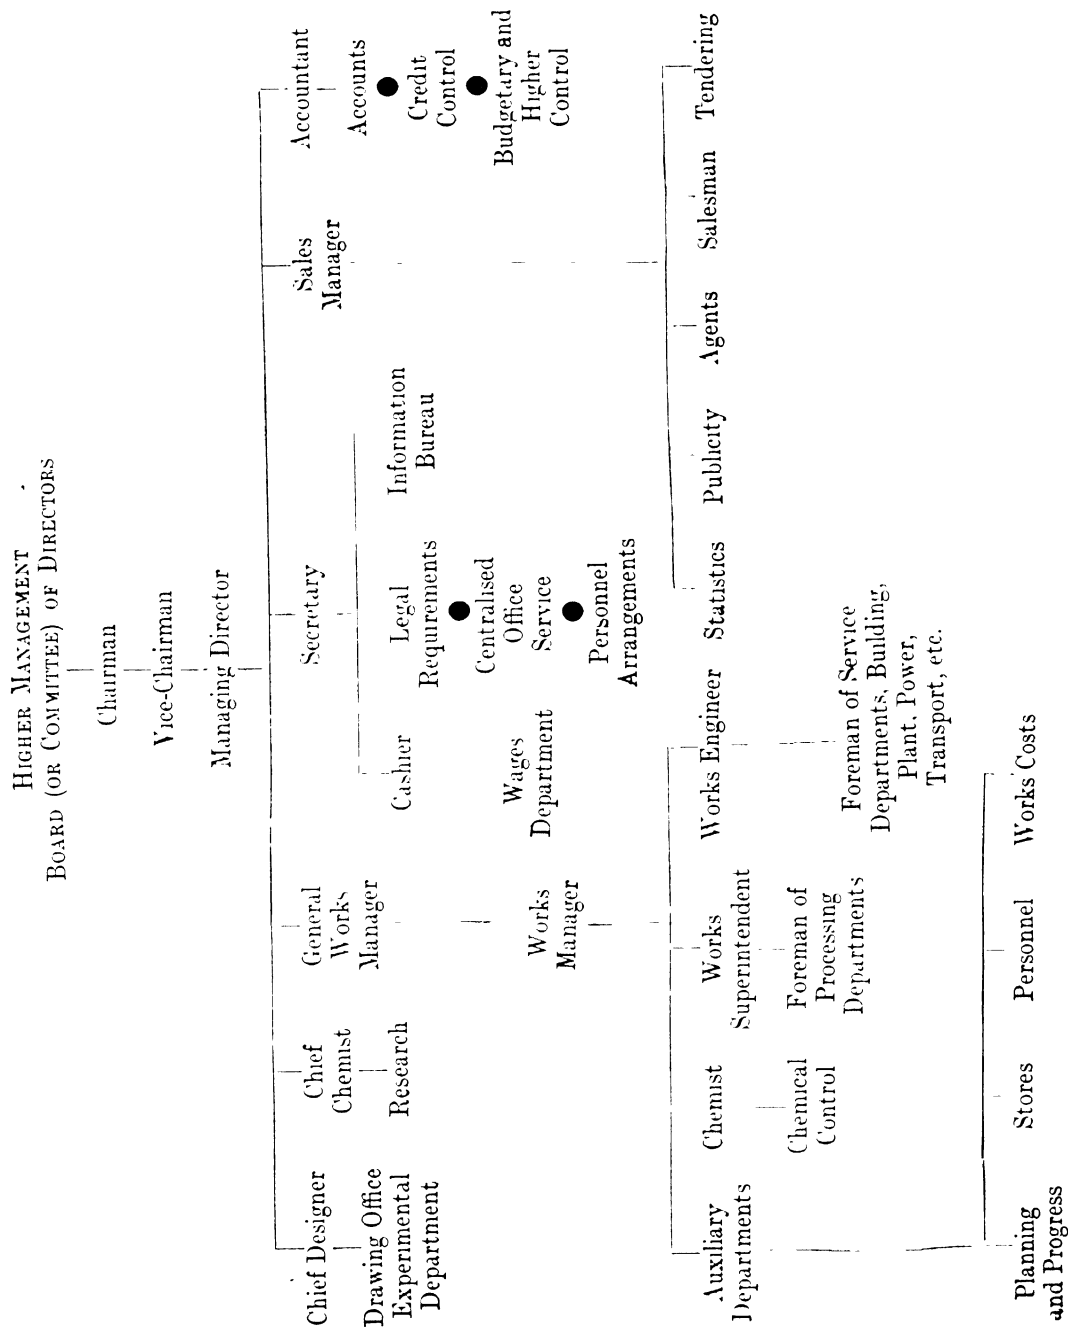 HIGHER MANAGEMENT
BOARD (OR COMMITTEE) OF DIRECTORS
Chairman
Vice-Chairman
Managing Director
Chief Designer
Drawing Office
Experimental
Department
Chief
Chemist
Research
General
Works
Manager
Works
Manager
Secretary
Cashier
Wages
Department
Legal
Requirements
Centralised
Office
Service
Personnel
Arrangements
Information
Bureau
Sales
Manager
Accountant
Accounts
Credit
Control
Budgetary and
Higher
Control
Auxiliary
Departments
Chemist
Chemical
Control
Works
Superintendent
Foreman of
Processing
Departments
Works Engineer
Foreman of Service
Departments, Building,
Plant, Power,
Transport, etc.
Statistics
Publicity
Agents
Salesman
Tendering
Planning
and Progress
Stores
Personnel
Works Costs